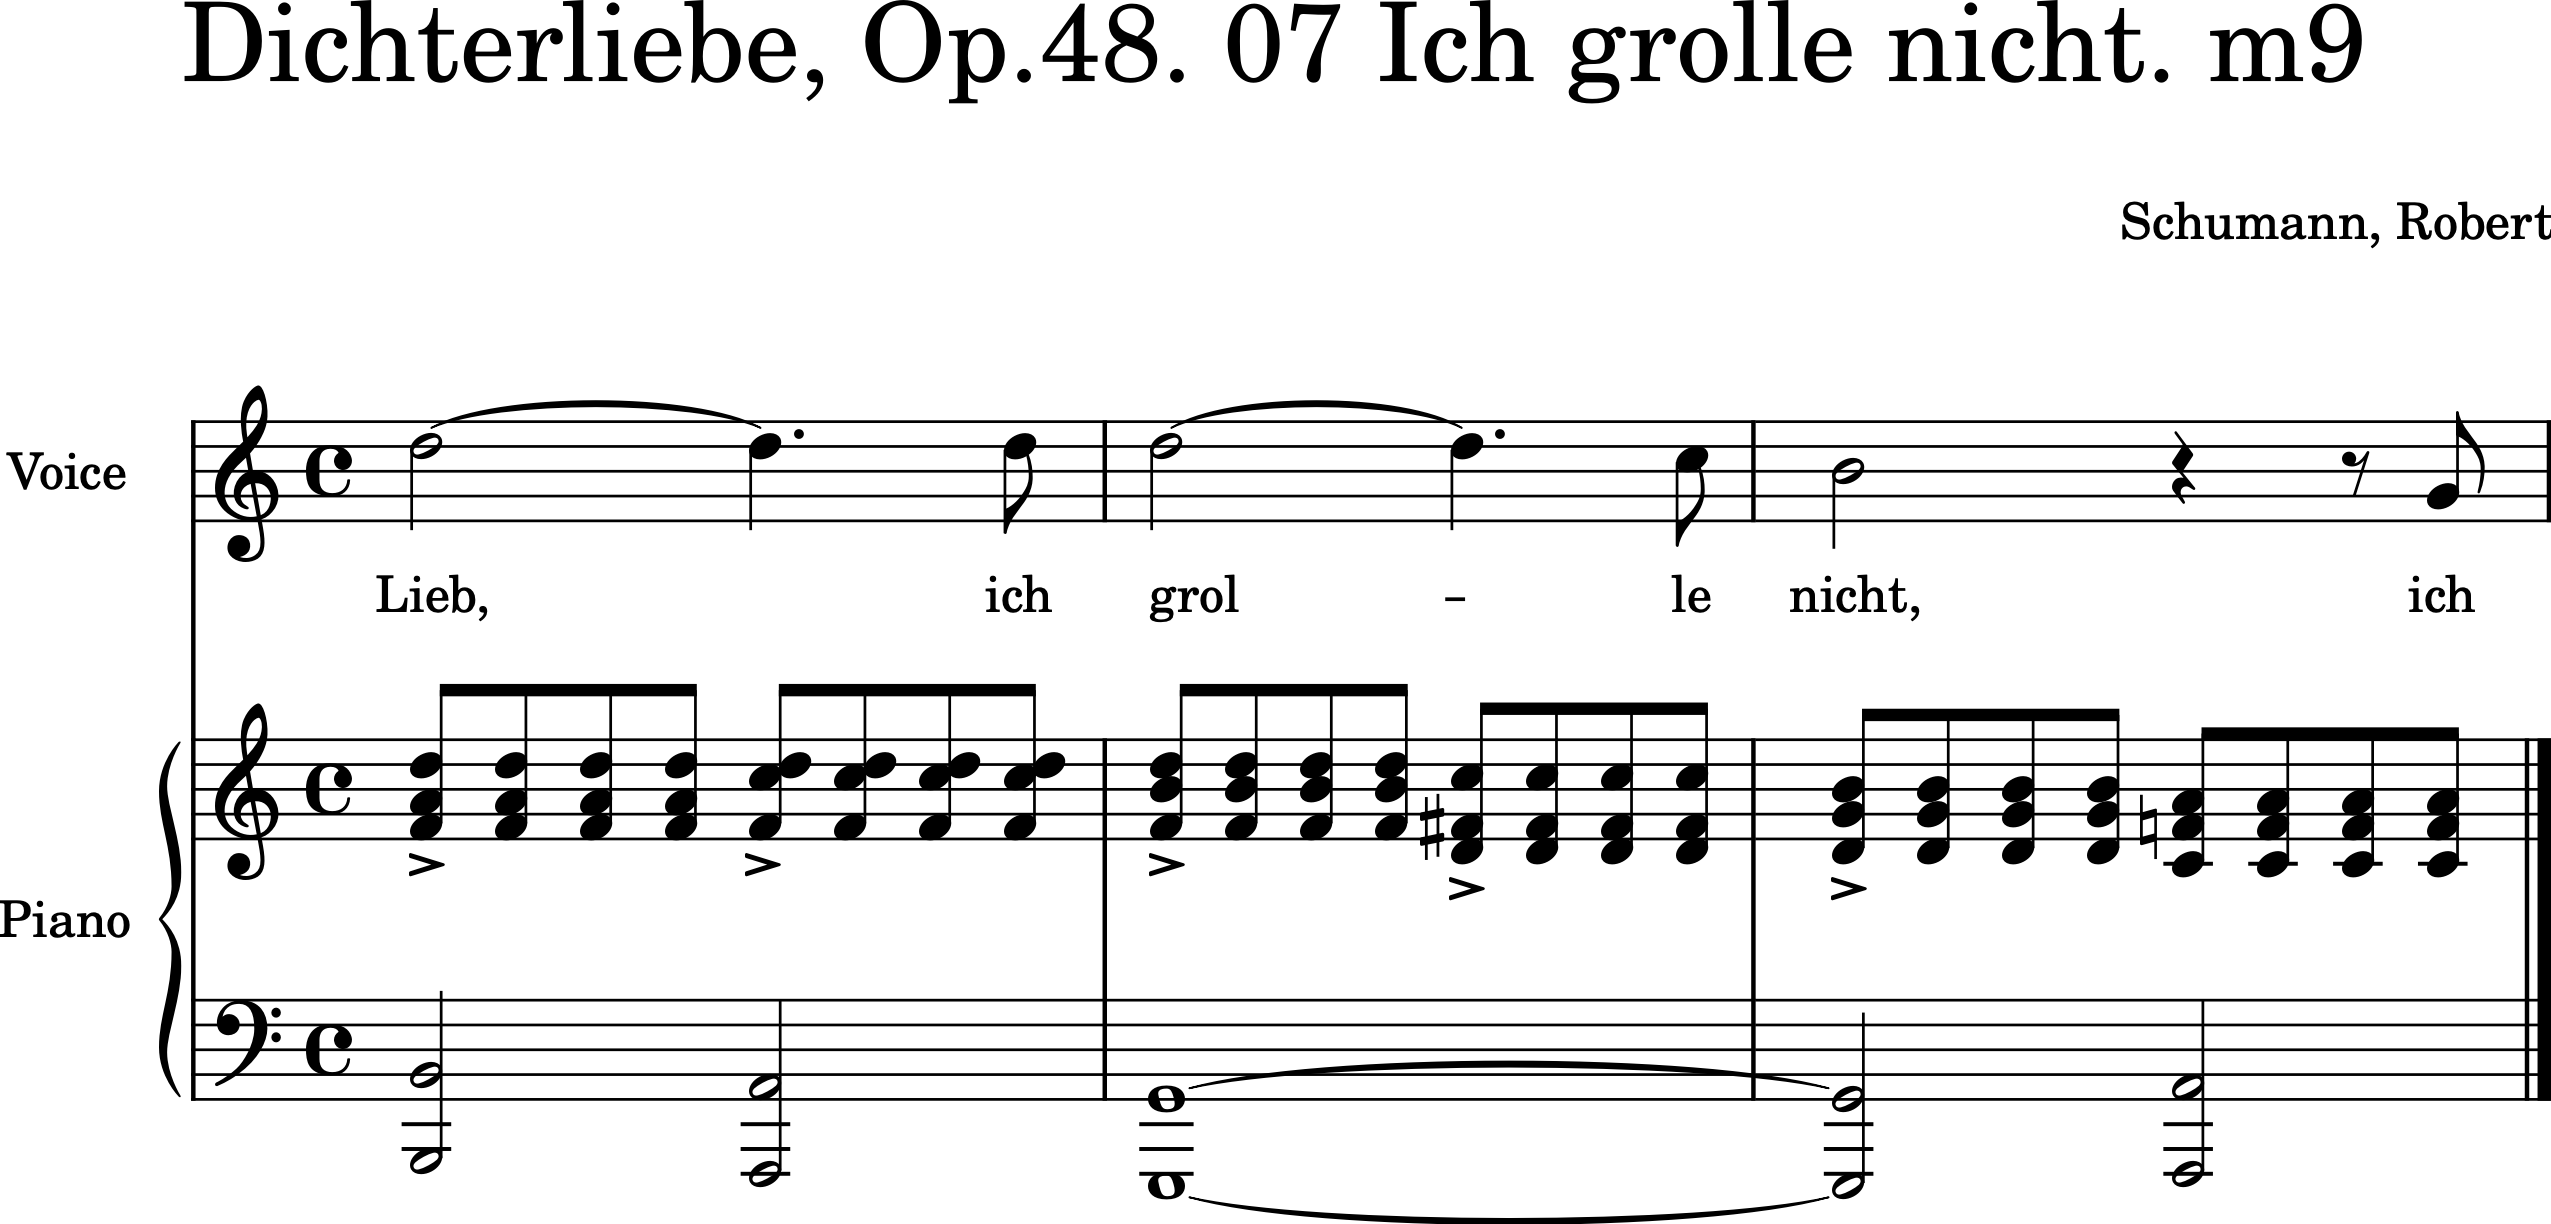 Dichterliebe, Op.48. 07 Ich grolle nicht. m9
Schumann, Robert
Voice
Lieb, ich grol - le nicht, ich
Piano